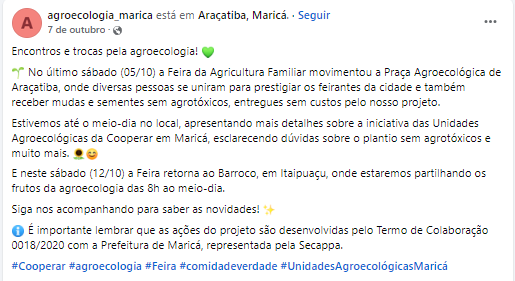 A
agroecologia_marica está em Araçatiba, Maricá. · Seguir
7 de outubro ·
Encontros e trocas pela agroecologia! 💚
🌱 No último sábado (05/10) a Feira da Agricultura Familiar movimentou a Praça Agroecológica de
Araçatiba, onde diversas pessoas se uniram para prestigiar os feirantes da cidade e também
receber mudas e sementes sem agrotóxicos, entregues sem custos pelo nosso projeto.
Estivemos até o meio-dia no local, apresentando mais detalhes sobre a iniciativa das Unidades
Agroecológicas da Cooperar em Maricá, esclarecendo dúvidas sobre o plantio sem agrotóxicos e
muito mais. 🌻😊
E neste sábado (12/10) a Feira retorna ao Barroco, em Itaipuaçu, onde estaremos partilhando os
frutos da agroecologia das 8h ao meio-dia.
Siga nos acompanhando para saber as novidades! ✨
ℹ️ É importante lembrar que as ações do projeto são desenvolvidas pelo Termo de Colaboração
0018/2020 com a Prefeitura de Maricá, representada pela Secappa.
#Cooperar #agroecologia #Feira #comidadeverdade #UnidadesAgroecológicasMaricá